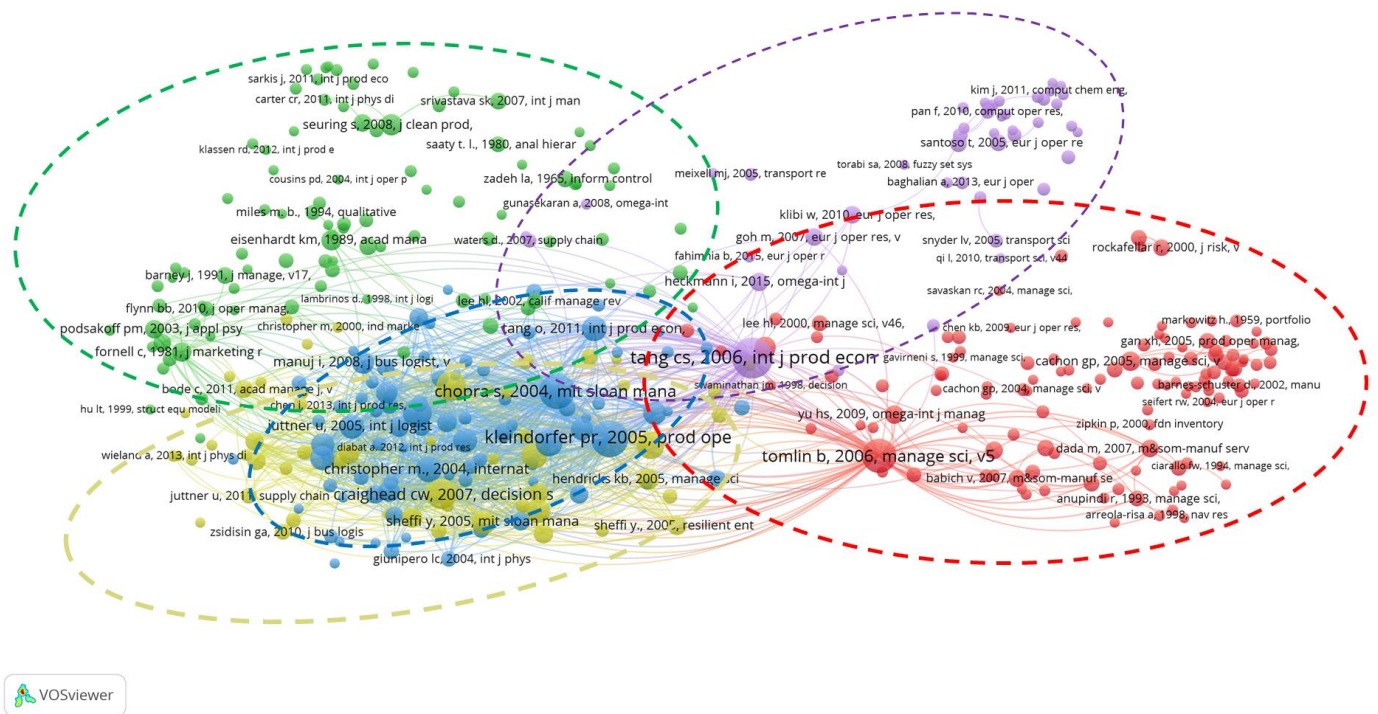 kim j, 2011, comput chem eng,
sarkis j, 2011, int j prod eco
carter cr, 2011, int j phys di
srivastava sk, 2007, int j man
pan f, 2010, comput oper res,
seuring s, 2008, j clean prod,
santoso t, 2005, eur j oper re
saaty t. l., 1980, anal hierar
klassen rd, 2012, int j prod e
torabi sa, 2008, fuzzy set sys
meixell mj, 2005, transport re
cousins pd, 2004, int j oper p
zadeh la, 1965, inform control
baghalian a, 2013, eur j oper
gunasekaran a, 2008, omega-int
miles m. b., 1994, qualitative
klibi w, 2010, eur j oper res,
eisenhardt km, 1989, acad mana
waters d., 2007, supply chain
goh m, 2007, eur j oper res, v
snyder lv, 2005, transport sci
rockafellar r, 2000, j risk, v
fahimnia b, 2015, eur j oper r
qi l, 2010, transport sci, v44
barney j, 1991, j manage, v17,
heckmann i, 2015, omega-int j
savaskan rc, 2004, manage sci,
lambrinos d., 1998, int j logi
lee hl, 2002, calif manage rev
flynn bb, 2010, j oper manag,
markowitz h., 1959, portfolio
podsakoff pm, 2003, j appl psy
christopher m, 2000, ind marke
tang o, 2011, int j prod econ,
lee hl, 2000, manage sci, v46,
chen kb, 2009, eur j oper res,
gan xh, 2005, prod oper manag,
fornell c, 1981, j marketing r
manuj i, 2008, j bus logist, v
tang cs, 2006, int j prod econ
gavirneni s, 1999, manage sci,
cachon gp, 2005, manage sci, v
bode c, 2011, acad manage j, v
chopra s, 2004, mit sloan mana
swaminathan jm, 1998, decision
cachon gp, 2004, manage sci, v
barnes-schuster d., 2002, manu
hu lt, 1999, struct equ modeli
chen j, 2013, int j prod res,
seifert rw, 2004, eur j oper r
juttner u, 2005, int j logist
yu hs, 2009, omega-int j manag
zipkin p, 2000, fdn inventory
kleindorfer pr, 2005, prod ope
diabat a, 2012, int j prod res
dada m, 2007, m&som-manuf serv
wieland a, 2013, int j phys di
tomlin b, 2006, manage sci, v5
christopher m., 2004, internat
ciarallo fw, 1994, manage sci,
hendricks kb, 2005, manage sci
babich v, 2007, m&som-manuf se
juttner u, 2011, supply chain
craighead cw, 2007, decision s
anupindi r, 1993, manage sci,
arreola-risa a, 1998, nav res
sheffi y, 2005, mit sloan mana
sheffi y., 2005, resilient ent
zsidisin ga, 2010, j bus logis
giunipero lc, 2004, int j phys
VOSviewer